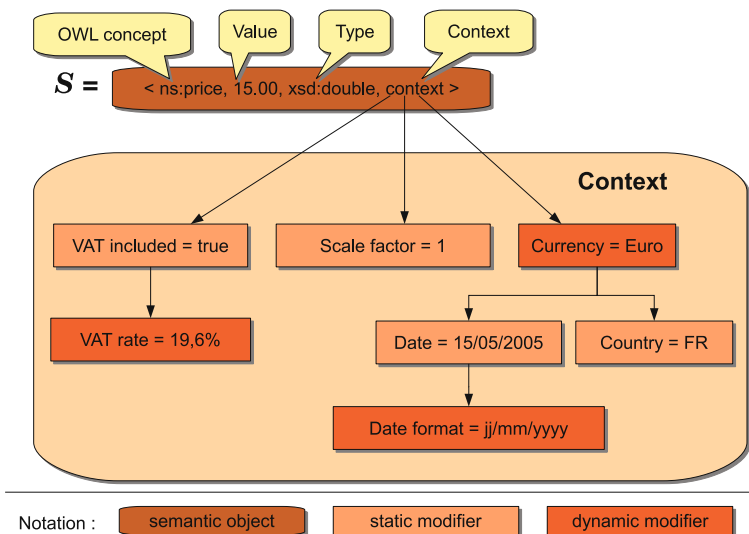 OWL concept
Value
Type
Context
S =
< ns:price, 15.00, xsd:double, context >
Context
VAT included = true
Scale factor = 1
Currency = Euro
VAT rate = 19,6%
Date = 15/05/2005
Country = FR
Date format = jj/mm/yyyy
Notation :
semantic object
static modifier
dynamic modifier